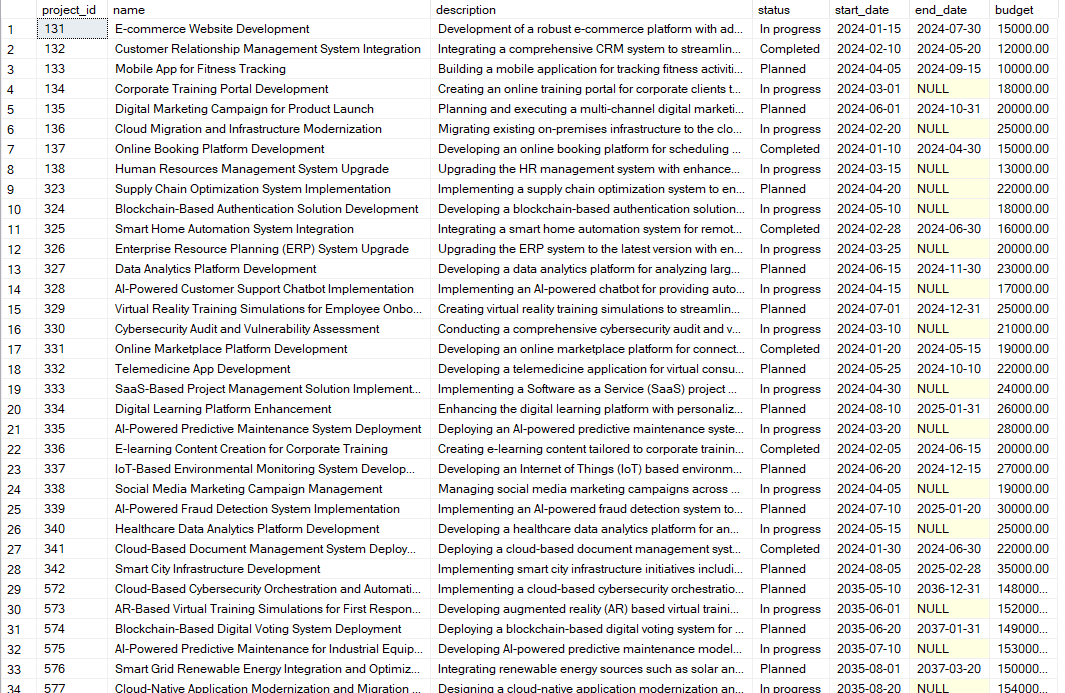 project_id name description status start_date end_date budget
1 131 E-commerce Website Development Development of a robust e-commerce platform with ad... In progress 2024-01-15 2024-07-30 15000.00
2 132 Customer Relationship Management System Integration Integrating a comprehensive CRM system to streamlin... Completed 2024-02-10 2024-05-20 12000.00
3 133 Mobile App for Fitness Tracking Building a mobile application for tracking fitness activiti... Planned 2024-04-05 2024-09-15 10000.00
4 134 Corporate Training Portal Development Creating an online training portal for corporate clients t... In progress 2024-03-01 NULL 18000.00
5 135 Digital Marketing Campaign for Product Launch Planning and executing a multi-channel digital marketi... Planned 2024-06-01 2024-10-31 20000.00
6 136 Cloud Migration and Infrastructure Modernization Migrating existing on-premises infrastructure to the clo... In progress 2024-02-20 NULL 25000.00
7 137 Online Booking Platform Development Developing an online booking platform for scheduling ... Completed 2024-01-10 2024-04-30 15000.00
8 138 Human Resources Management System Upgrade Upgrading the HR management system with enhance... In progress 2024-03-15 NULL 13000.00
9 323 Supply Chain Optimization System Implementation Implementing a supply chain optimization system to en... Planned 2024-04-20 NULL 22000.00
10 324 Blockchain-Based Authentication Solution Development Developing a blockchain-based authentication solution... In progress 2024-05-10 NULL 18000.00
11 325 Smart Home Automation System Integration Integrating a smart home automation system for remot... Completed 2024-02-28 2024-06-30 16000.00
12 326 Enterprise Resource Planning (ERP) System Upgrade Upgrading the ERP system to the latest version with en... In progress 2024-03-25 NULL 20000.00
13 327 Data Analytics Platform Development Developing a data analytics platform for analyzing larg... Planned 2024-06-15 2024-11-30 23000.00
14 328 AI-Powered Customer Support Chatbot Implementation Implementing an AI-powered chatbot for providing auto... In progress 2024-04-15 NULL 17000.00
15 329 Virtual Reality Training Simulations for Employee Onbo... Creating virtual reality training simulations to streamlin... Planned 2024-07-01 2024-12-31 25000.00
16 330 Cybersecurity Audit and Vulnerability Assessment Conducting a comprehensive cybersecurity audit and v... In progress 2024-03-10 NULL 21000.00
17 331 Online Marketplace Platform Development Developing an online marketplace platform for connect... Completed 2024-01-20 2024-05-15 19000.00
18 332 Telemedicine App Development Developing a telemedicine application for virtual consu... Planned 2024-05-25 2024-10-10 22000.00
19 333 SaaS-Based Project Management Solution Implement... Implementing a Software as a Service (SaaS) project ... In progress 2024-04-30 NULL 24000.00
20 334 Digital Learning Platform Enhancement Enhancing the digital learning platform with personaliz... Planned 2024-08-10 2025-01-31 26000.00
21 335 AI-Powered Predictive Maintenance System Deployment Deploying an AI-powered predictive maintenance syste... In progress 2024-03-20 NULL 28000.00
22 336 E-learning Content Creation for Corporate Training Creating e-learning content tailored to corporate trainin... Completed 2024-02-05 2024-06-15 20000.00
23 337 IoT-Based Environmental Monitoring System Develop... Developing an Internet of Things (IoT) based environm... Planned 2024-06-20 2024-12-15 27000.00
24 338 Social Media Marketing Campaign Management Managing social media marketing campaigns across ... In progress 2024-04-05 NULL 19000.00
25 339 AI-Powered Fraud Detection System Implementation Implementing an AI-powered fraud detection system to... Planned 2024-07-10 2025-01-20 30000.00
26 340 Healthcare Data Analytics Platform Development Developing a healthcare data analytics platform for an... In progress 2024-05-15 NULL 25000.00
27 341 Cloud-Based Document Management System Deploy... Deploying a cloud-based document management syst... Completed 2024-01-30 2024-06-30 22000.00
28 342 Smart City Infrastructure Development Implementing smart city infrastructure initiatives includi... Planned 2024-08-05 2025-02-28 35000.00
29 572 Cloud-Based Cybersecurity Orchestration and Automati... Implementing a cloud-based cybersecurity orchestratio... Planned 2035-05-10 2036-12-31 148000...
30 573 AR-Based Virtual Training Simulations for First Respon... Developing augmented reality (AR) based virtual traini... In progress 2035-06-01 NULL 152000...
31 574 Blockchain-Based Digital Voting System Deployment Deploying a blockchain-based digital voting system for ... Planned 2035-06-20 2037-01-31 149000...
32 575 AI-Powered Predictive Maintenance for Industrial Equip... Developing AI-powered predictive maintenance model... In progress 2035-07-10 NULL 153000...
33 576 Smart Grid Renewable Energy Integration and Optimiz... Integrating renewable energy sources such as solar an... Planned 2035-08-01 2037-03-20 150000...
34 577 Cloud-Native Application Modernization and Migration ... Designing a cloud-native application modernization an... In progress 2035-08-20 NULL 154000...